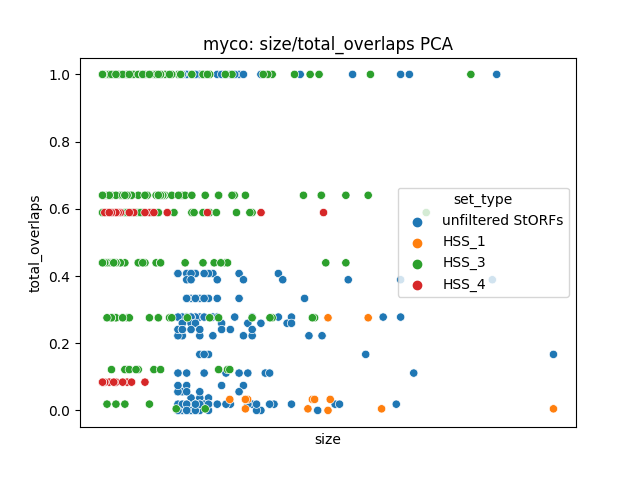 myco: size/total_overlaps PCA
1.0
0.8
0.6
0.4
0.2
0.0
total_overlaps
size
set_type
unfiltered StORFs
HSS_1
HSS_3
HSS_4